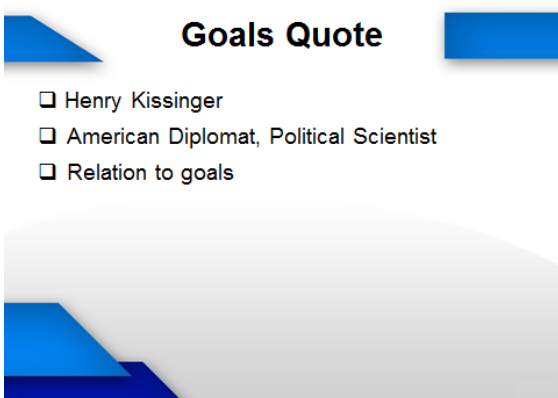 Goals Quote
❑ Henry Kissinger
❑ American Diplomat, Political Scientist
❑ Relation to goals